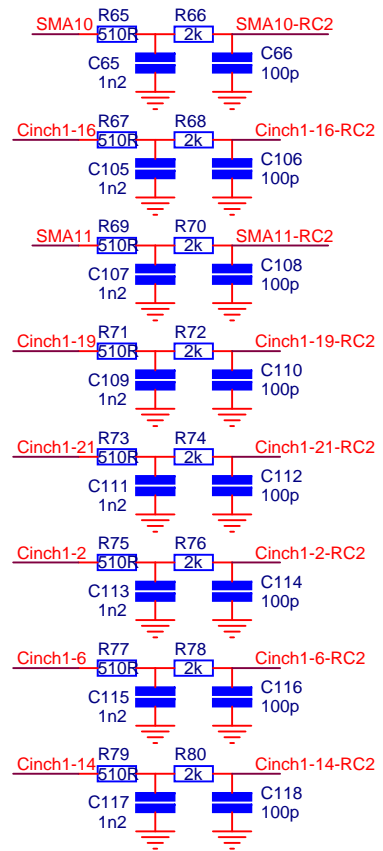 R65 R66
SMA10 SMA10-RC2
510R 2k
C65 C66
1n2 100p
R67 R68
Cinch1-16 Cinch1-16-RC2
510R 2k
C105 C106
1n2 100p
R69 R70
SMA11 SMA11-RC2
510R 2k
C107 C108
1n2 100p
R71 R72
Cinch1-19 Cinch1-19-RC2
510R 2k
C109 C110
1n2 100p
R73 R74
Cinch1-21 Cinch1-21-RC2
510R 2k
C111 C112
1n2 100p
R75 R76
Cinch1-2 Cinch1-2-RC2
510R 2k
C113 C114
1n2 100p
R77 R78
Cinch1-6 Cinch1-6-RC2
510R 2k
C115 C116
1n2 100p
R79 R80
Cinch1-14 Cinch1-14-RC2
510R 2k
C117 C118
1n2 100p